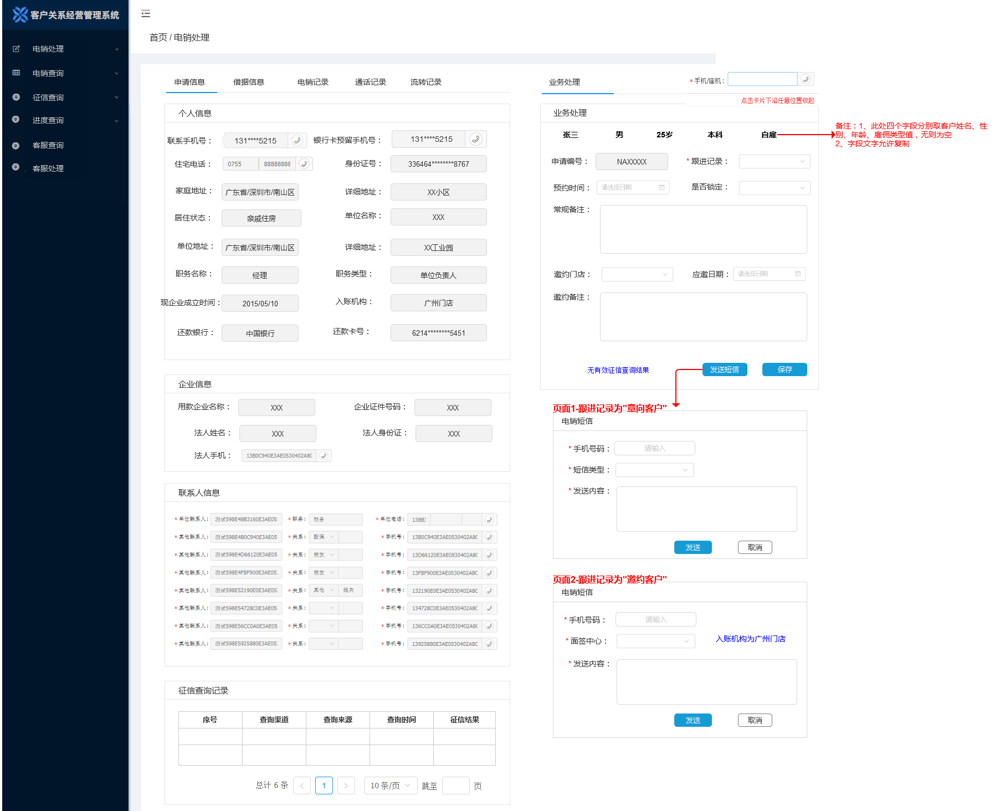 客户关系经营管理系统
电销处理
电销查询
征信查询
进度查询
客服查询
客服处理
首页 / 电销处理
申请信息 借据信息 电销记录 通话记录 流转记录
个人信息
联系手机号： 131****5215 银行卡预留手机号： 131****5215
住宅电话： 0755 88888888 身份证号： 336464********8767
家庭地址： 广东省/深圳市/南山区 详细地址： XX小区
居住状态： 亲戚住房 单位名称： XXX
单位地址： 广东省/深圳市/南山区 详细地址： XX工业园
职务名称： 经理 职务类型： 单位负责人
现企业成立时间： 2015/05/10 入账机构： 广州门店
还款银行： 中国银行 还款卡号： 6214********5451
企业信息
用款企业名称： XXX 企业证件号码： XXX
法人姓名： XXX 法人身份证： XXX
法人手机： 13B0C940E3AE0530402A8C
联系人信息
* 单位联系人: 测试598E48B3160E3AE05: * 职务: 财务 * 单位电话: 138B3:
* 其他联系人: 测试598E4B0C940E3AE05 * 关系: 配偶 * 手机号: 13B0C940E3AE0530402A8C
* 其他联系人: 测试598E4D66120E3AE05 * 关系: 朋友 * 手机号: 13D66120E3AE0530402A8C
* 其他联系人: 测试598E4FBF900E3AE05: * 关系: 朋友 * 手机号: 13FBF900E3AE0530402A8C
* 其他联系人: 测试598E52190E0E3AE05: * 关系: 其他 姐夫 * 手机号: 132190E0E3AE0530402A8C
* 其他联系人: 测试598E54728C0E3AE05: * 关系: * 手机号: 134728C0E3AE0530402A8C
* 其他联系人: 测试598E56CC0A0E3AE05 * 关系: * 手机号: 136CC0A0E3AE0530402A8C
* 其他联系人: 测试598E5925880E3AE05: * 关系: * 手机号: 13925880E3AE0530402A8C
征信查询记录
序号 查询渠道 查询来源 查询时间 征信结果
总计 6 条 < 1 > 10 条/页 跳至 页
业务处理 * 手机/座机：
点击卡片下沿任意位置收起
业务处理
张三 男 25岁 本科 自雇
备注：1、此处四个字段分别取客户姓名、性
别、年龄、雇佣类型值，无则为空
2、字段文字允许复制
申请编号： NAXXXXX * 跟进记录：
预约时间： 请选择日期 是否锁定：
常规备注：
邀约门店： 应邀日期： 请选择日期
邀约备注：
无有效征信查询结果 发送短信 保存
页面1-跟进记录为"意向客户"
电销短信
* 手机号码： 请输入
* 短信类型：
* 发送内容：
发送 取消
页面2-跟进记录为"邀约客户"
电销短信
* 手机号码： 请输入
* 面签中心： 入账机构为广州门店
* 发送内容：
发送 取消